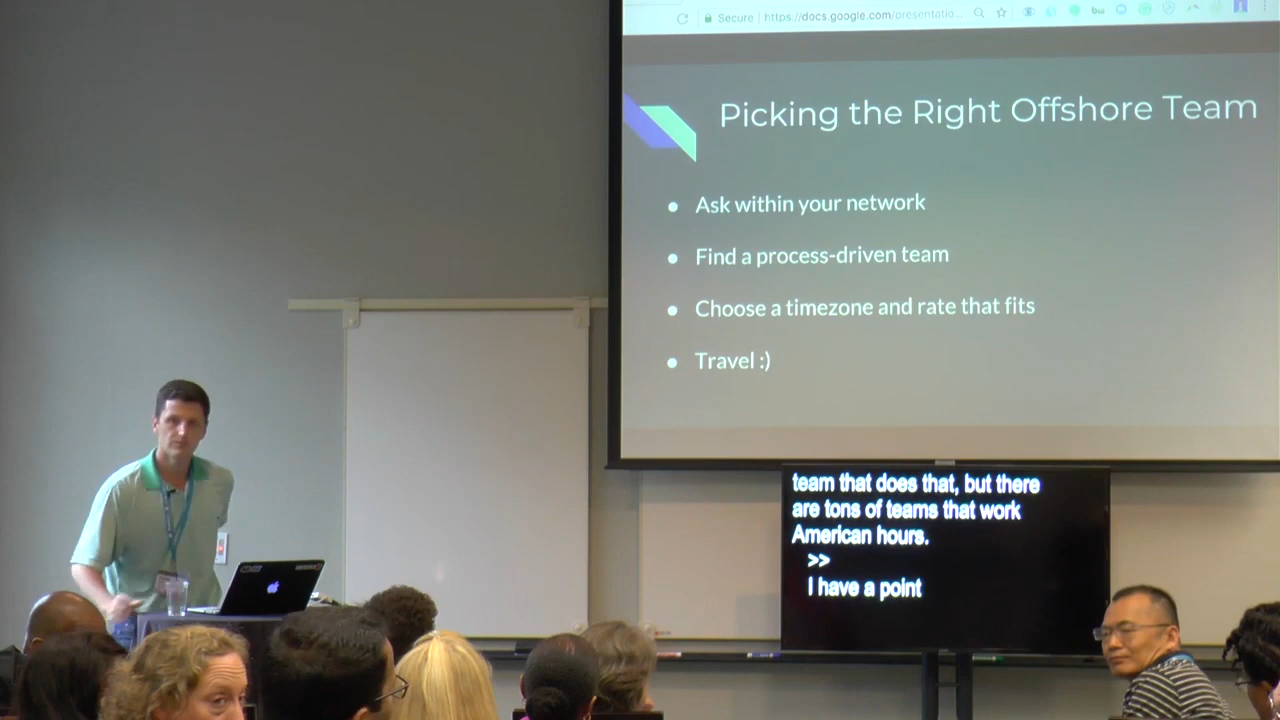 Secure | https://docs.google.com/presentatio...
Picking the Right Offshore Team
● Ask within your network
● Find a process-driven team
● Choose a timezone and rate that fits
● Travel :)
team that does that, but there
are tons of teams that work
American hours.
>>
I have a point